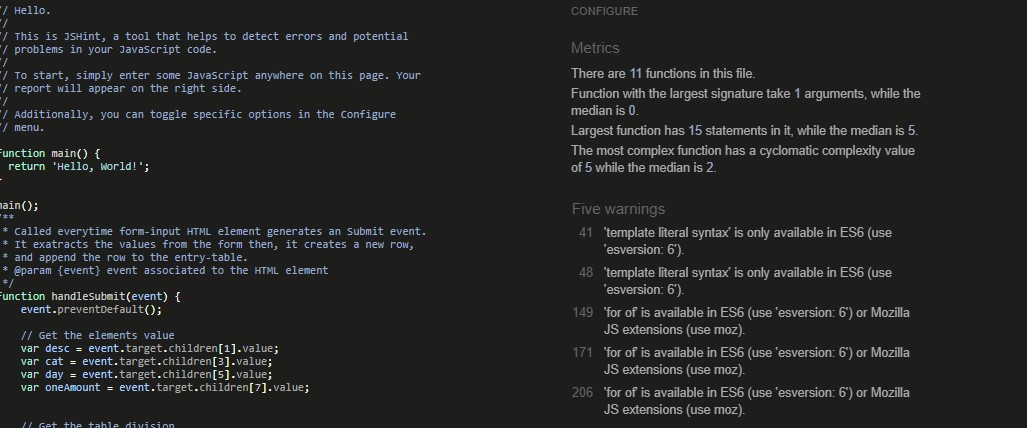 // Hello.
//
// This is JSHint, a tool that helps to detect errors and potential
// problems in your JavaScript code.
//
// To start, simply enter some JavaScript anywhere on this page. Your
// report will appear on the right side.
//
// Additionally, you can toggle specific options in the Configure
// menu.
function main() {
return 'Hello, World!';
main();
/**
* Called everytime form-input HTML element generates an Submit event.
* It exatracts the values from the form then, it creates a new row,
* and append the row to the entry-table.
* @param {event} event associated to the HTML element
*/
function handleSubmit(event) {
event.preventDefault();
// Get the elements value
var desc = event.target.children[1].value;
var cat = event.target.children[3].value;
var day = event.target.children[5].value;
var oneAmount = event.target.children[7].value;
// Get the table division
CONFIGURE
Metrics
There are 11 functions in this file.
Function with the largest signature take 1 arguments, while the
median is 0.
Largest function has 15 statements in it, while the median is 5.
The most complex function has a cyclomatic complexity value
of 5 while the median is 2.
Five warnings
41 'template literal syntax' is only available in ES6 (use
'esversion: 6').
48 'template literal syntax' is only available in ES6 (use
'esversion: 6').
149 'for of' is available in ES6 (use 'esversion: 6') or Mozilla
JS extensions (use moz).
171 'for of' is available in ES6 (use 'esversion: 6') or Mozilla
JS extensions (use moz).
206 'for of' is available in ES6 (use 'esversion: 6') or Mozilla
JS extensions (use moz).